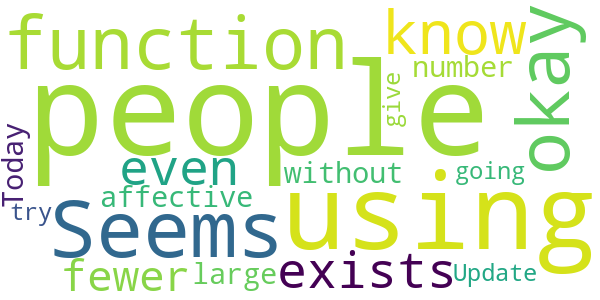 function
know
okay
people
number
give
Today
even
without
going
affective
try
Seems
using
fewer
large
exists
Update